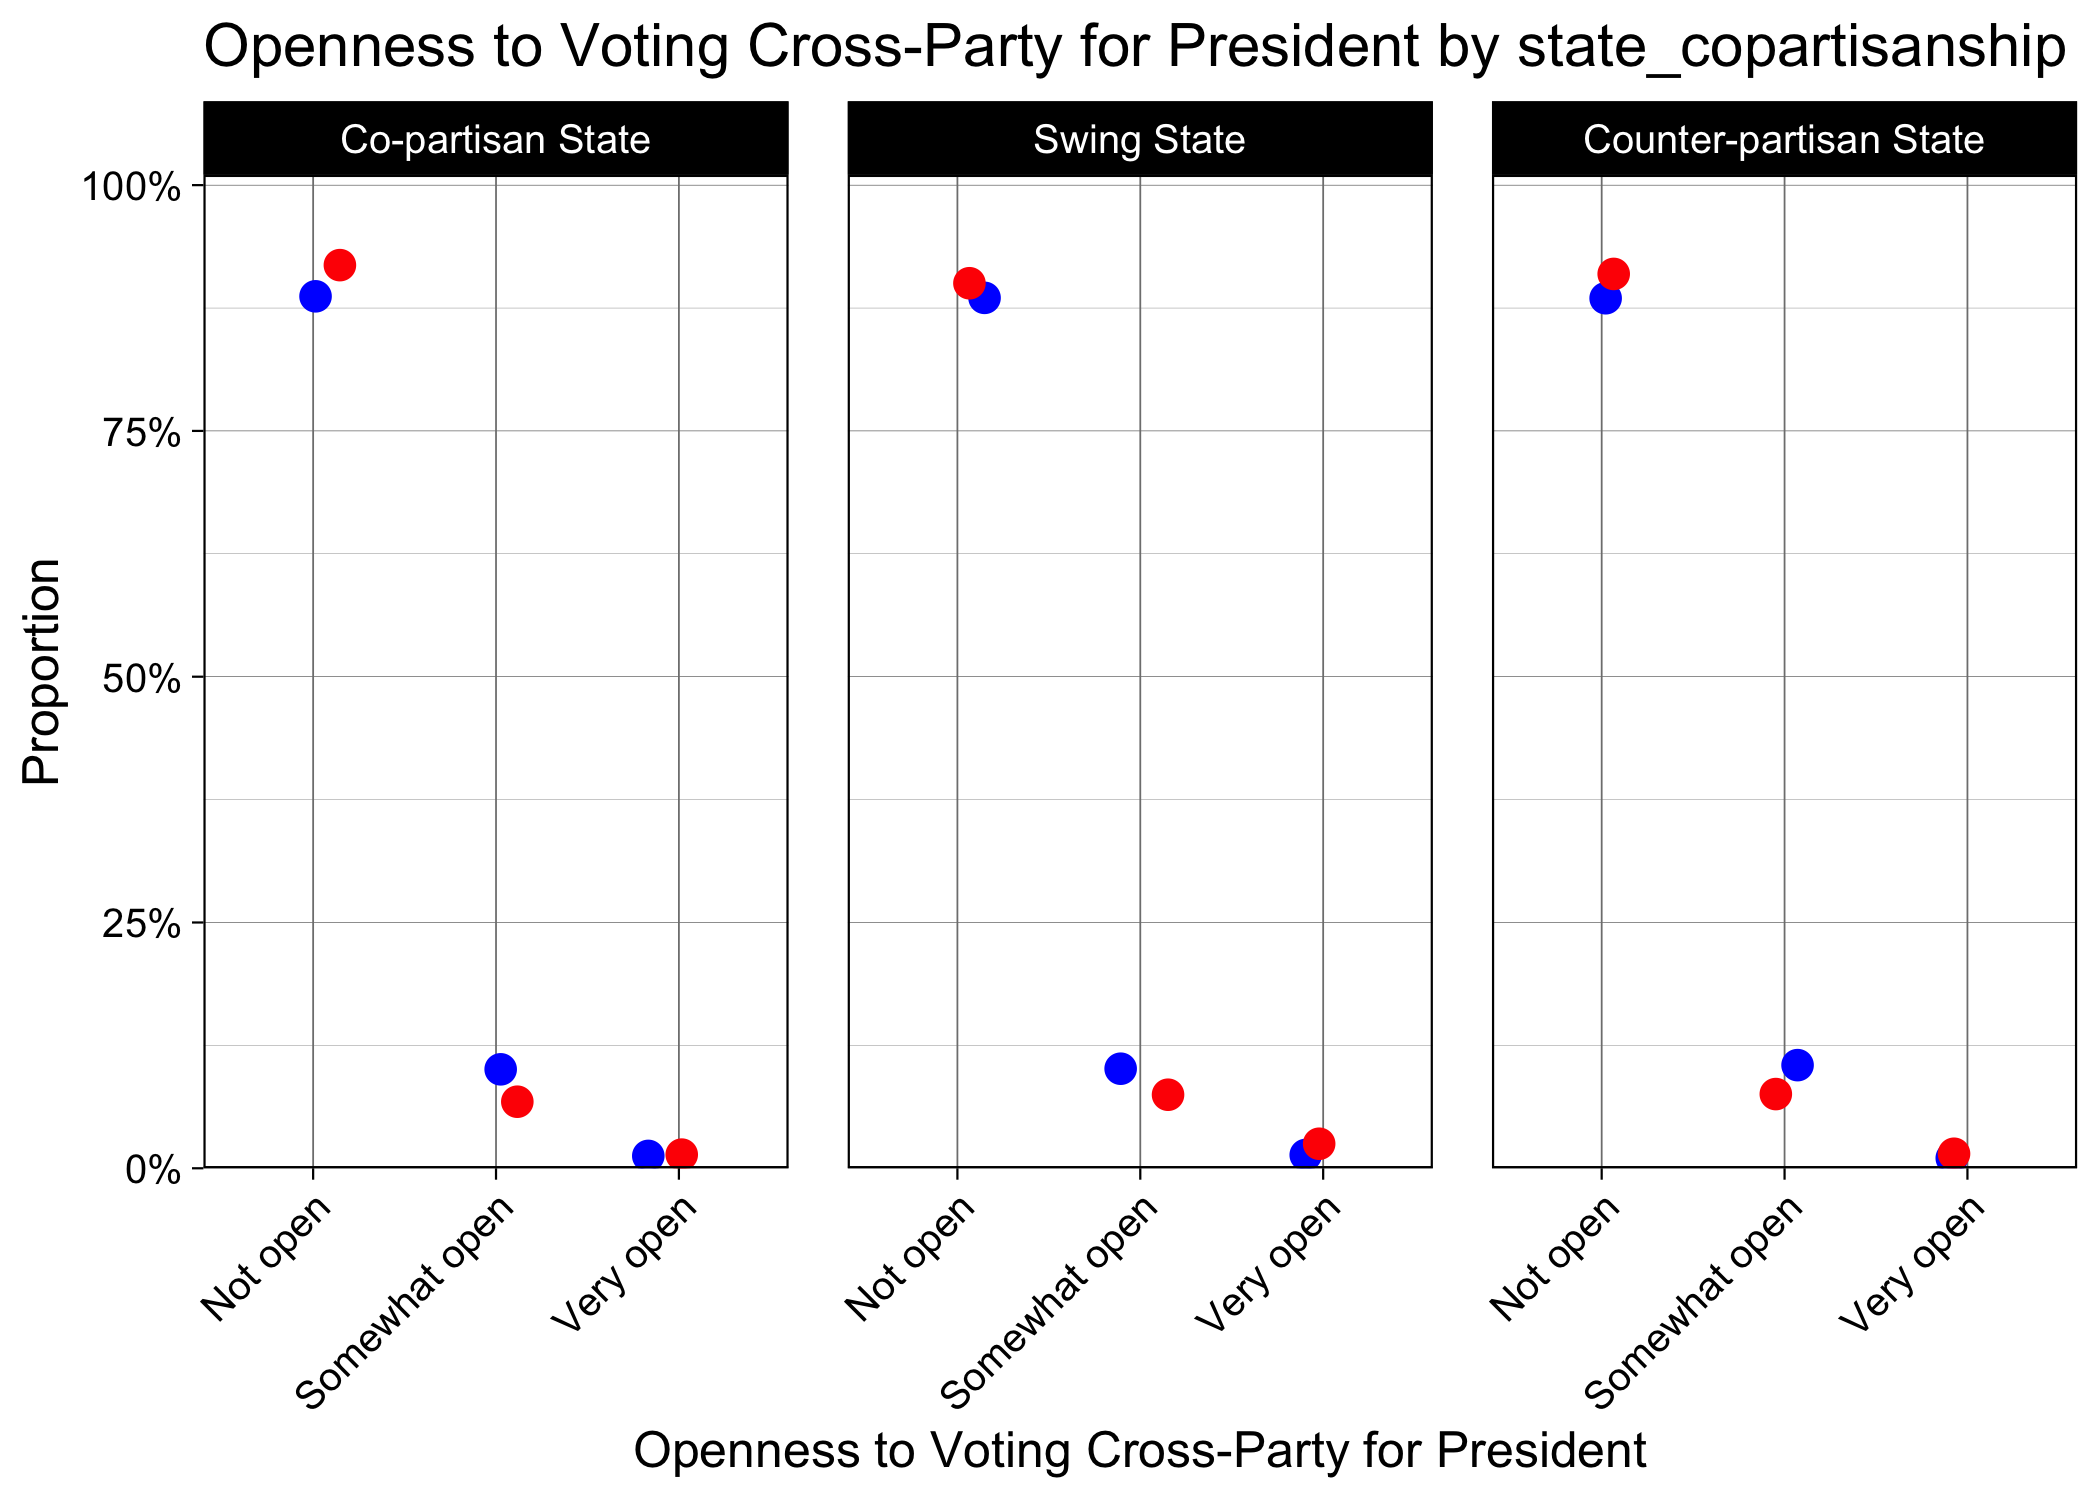 Openness to Voting Cross-Party for President by state_copartisanship
Co-partisan State
Swing State
Counter-partisan State
100%
75%
50%
25%
0%
Proportion
Not open
Somewhat open
Very open
Not open
Somewhat open
Very open
Not open
Somewhat open
Very open
Openness to Voting Cross-Party for President